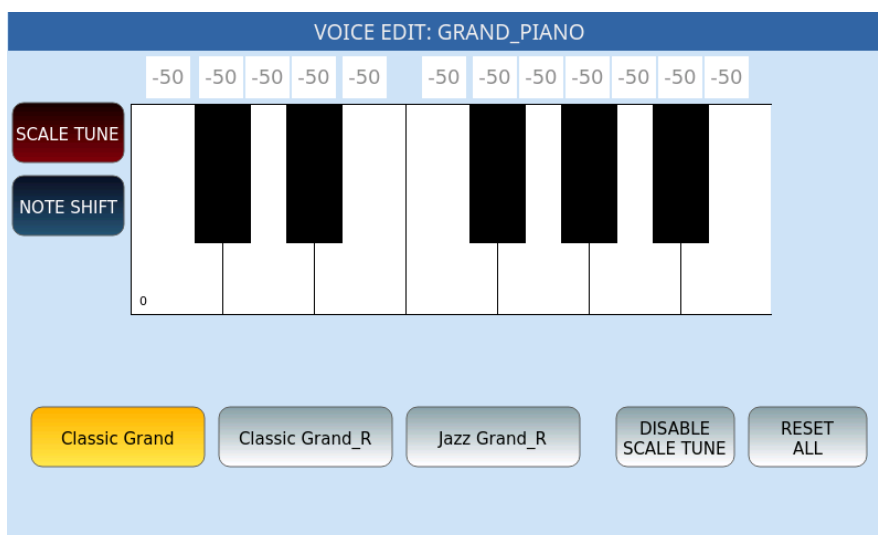 VOICE EDIT: GRAND_PIANO
-50 -50 -50 -50 -50 -50 -50 -50 -50 -50 -50 -50
SCALE TUNE
NOTE SHIFT
0
Classic Grand
Classic Grand_R
Jazz Grand_R
DISABLE
SCALE TUNE
RESET
ALL